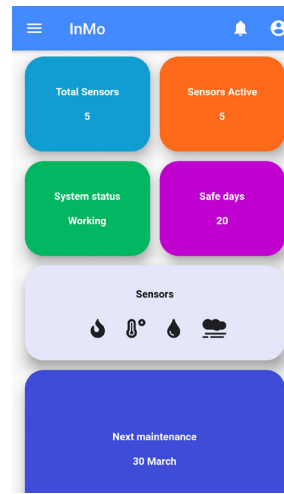 InMo
Total Sensors
5
Sensors Active
5
System status
Working
Safe days
20
Sensors
Next maintenance
30 March